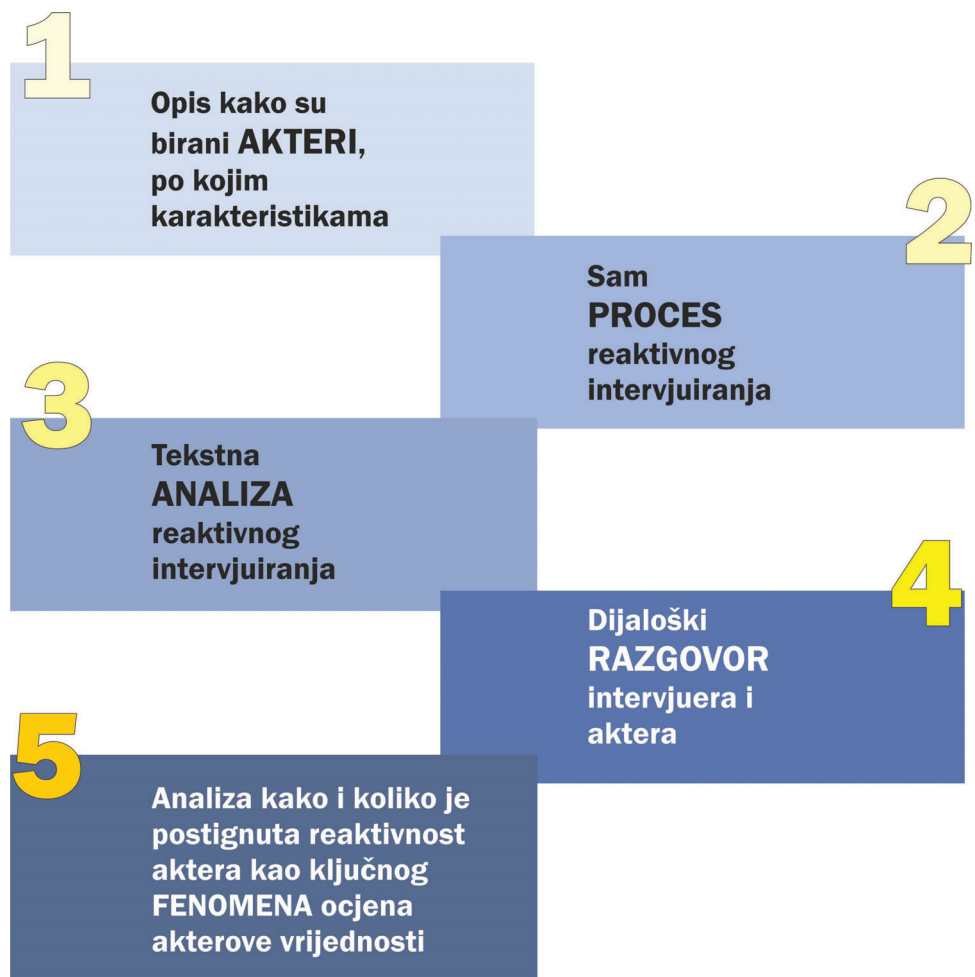 1
Opis kako su
birani AKTERI,
po kojim
karakteristikama
2
Sam
PROCES
reaktivnog
intervjuiranja
3
Tekstna
ANALIZA
reaktivnog
intervjuiranja
4
Dijaloški
RAZGOVOR
intervjuera i
aktera
5
Analiza kako i koliko je
postignuta reaktivnost
aktera kao ključnog
FENOMENA ocjena
akterove vrijednosti